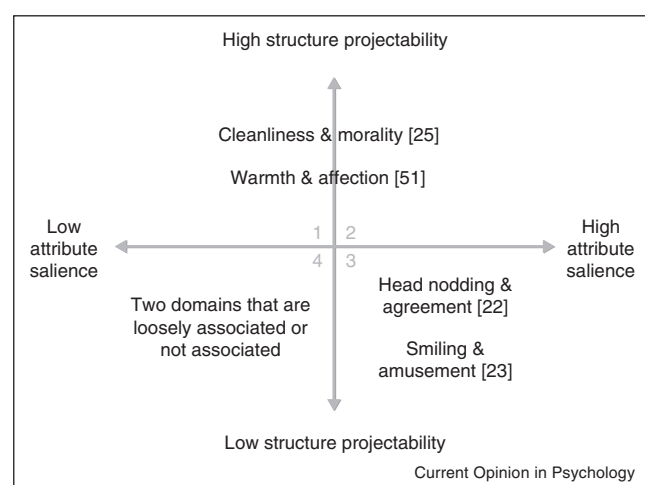 High structure projectability
Cleanliness & morality [25]
Warmth & affection [51]
Low
attribute
salience
1 2
4 3
High
attribute
salience
Two domains that are
loosely associated or
not associated
Head nodding &
agreement [22]
Smiling &
amusement [23]
Low structure projectability
Current Opinion in Psychology